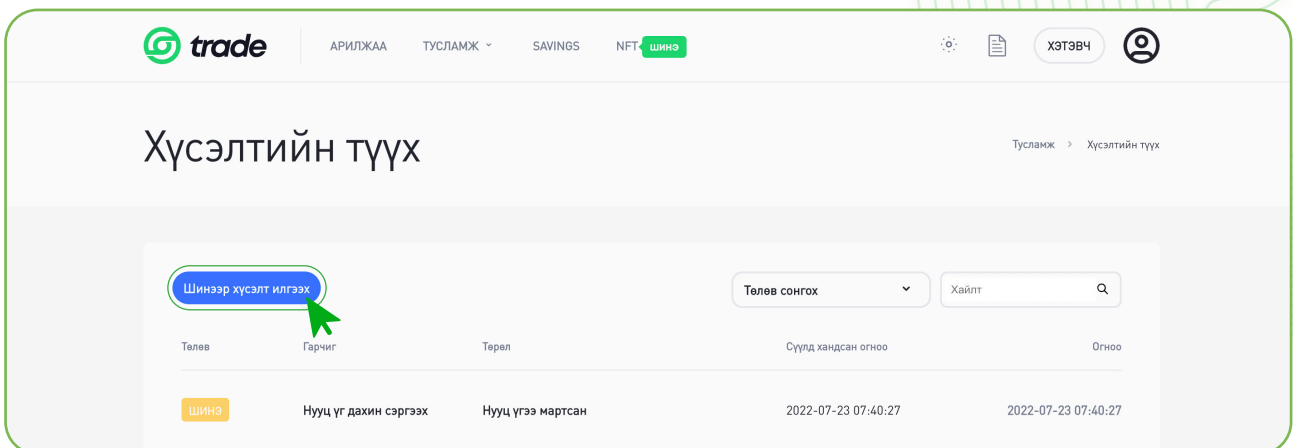 trade АРИЛЖАА ТУСЛАМЖ SAVINGS NFT шинэ ХЭТЭВЧ
Хүсэлтийн түүх
Тусламж > Хүсэлтийн түүх
Шинээр хүсэлт илгээх Төлөв сонгох Хайлт
Төлөв Гарчиг Төрөл Сүүлд хандсан огноо Огноо
ШИНЭ Нууц үг дахин сэргээх Нууц үгээ мартсан 2022-07-23 07:40:27 2022-07-23 07:40:27